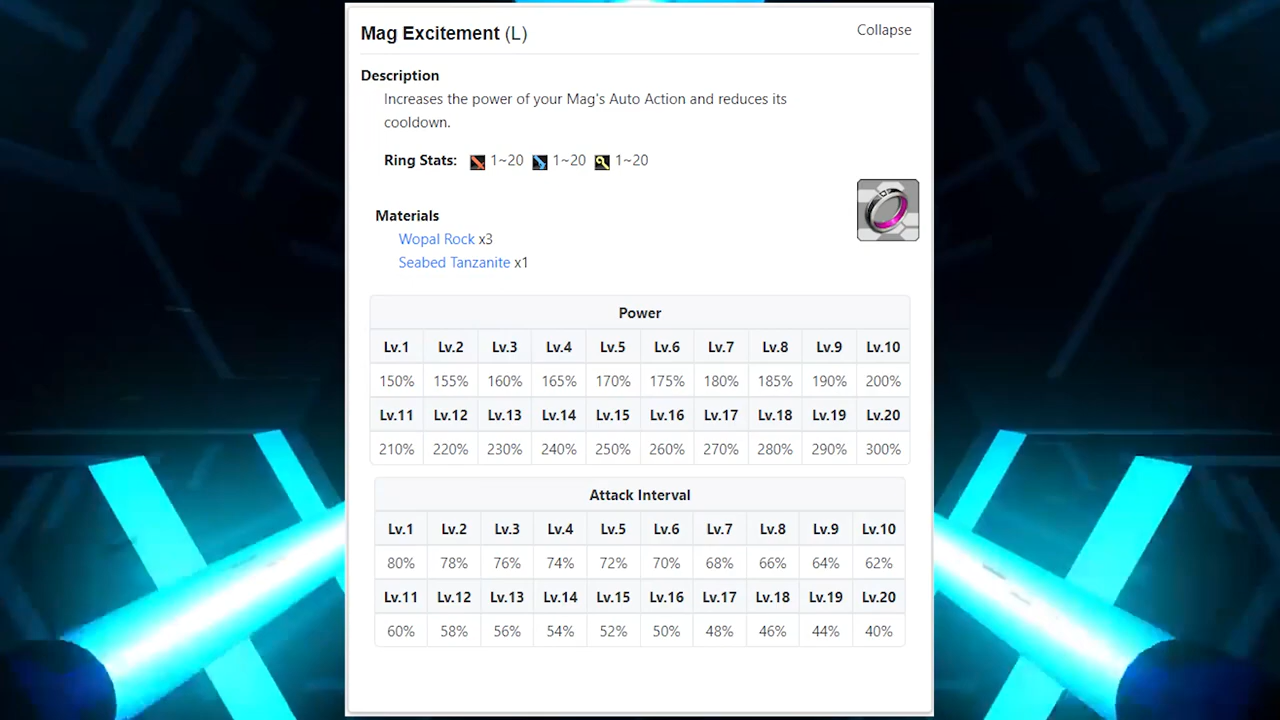 Mag Excitement (L)
Collapse
Description
Increases the power of your Mag's Auto Action and reduces its
cooldown.
Ring Stats: 1~20 1~20 1~20
Materials
Wopal Rock x3
Seabed Tanzanite x1
Power
Lv.1 Lv.2 Lv.3 Lv.4 Lv.5 Lv.6 Lv.7 Lv.8 Lv.9 Lv.10
150% 155% 160% 165% 170% 175% 180% 185% 190% 200%
Lv.11 Lv.12 Lv.13 Lv.14 Lv.15 Lv.16 Lv.17 Lv.18 Lv.19 Lv.20
210% 220% 230% 240% 250% 260% 270% 280% 290% 300%
Attack Interval
Lv.1 Lv.2 Lv.3 Lv.4 Lv.5 Lv.6 Lv.7 Lv.8 Lv.9 Lv.10
80% 78% 76% 74% 72% 70% 68% 66% 64% 62%
Lv.11 Lv.12 Lv.13 Lv.14 Lv.15 Lv.16 Lv.17 Lv.18 Lv.19 Lv.20
60% 58% 56% 54% 52% 50% 48% 46% 44% 40%